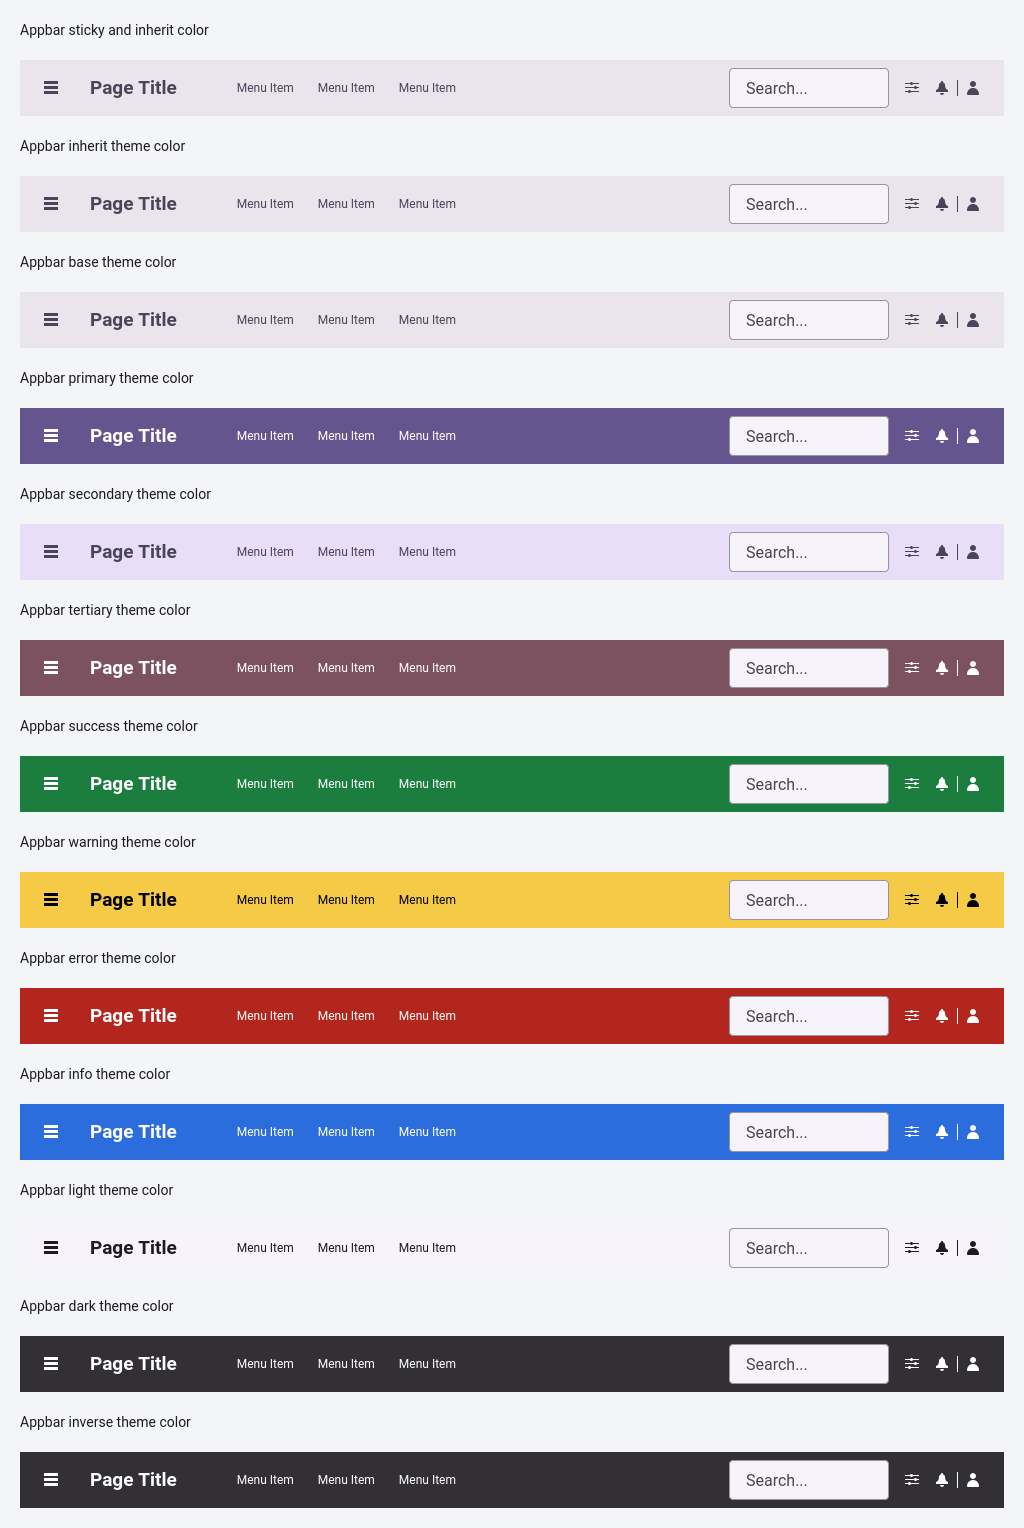 Appbar sticky and inherit color
Page Title Menu Item Menu Item Menu Item Search...
Appbar inherit theme color
Page Title Menu Item Menu Item Menu Item Search...
Appbar base theme color
Page Title Menu Item Menu Item Menu Item Search...
Appbar primary theme color
Page Title Menu Item Menu Item Menu Item Search...
Appbar secondary theme color
Page Title Menu Item Menu Item Menu Item Search...
Appbar tertiary theme color
Page Title Menu Item Menu Item Menu Item Search...
Appbar success theme color
Page Title Menu Item Menu Item Menu Item Search...
Appbar warning theme color
Page Title Menu Item Menu Item Menu Item Search...
Appbar error theme color
Page Title Menu Item Menu Item Menu Item Search...
Appbar info theme color
Page Title Menu Item Menu Item Menu Item Search...
Appbar light theme color
Page Title Menu Item Menu Item Menu Item Search...
Appbar dark theme color
Page Title Menu Item Menu Item Menu Item Search...
Appbar inverse theme color
Page Title Menu Item Menu Item Menu Item Search...